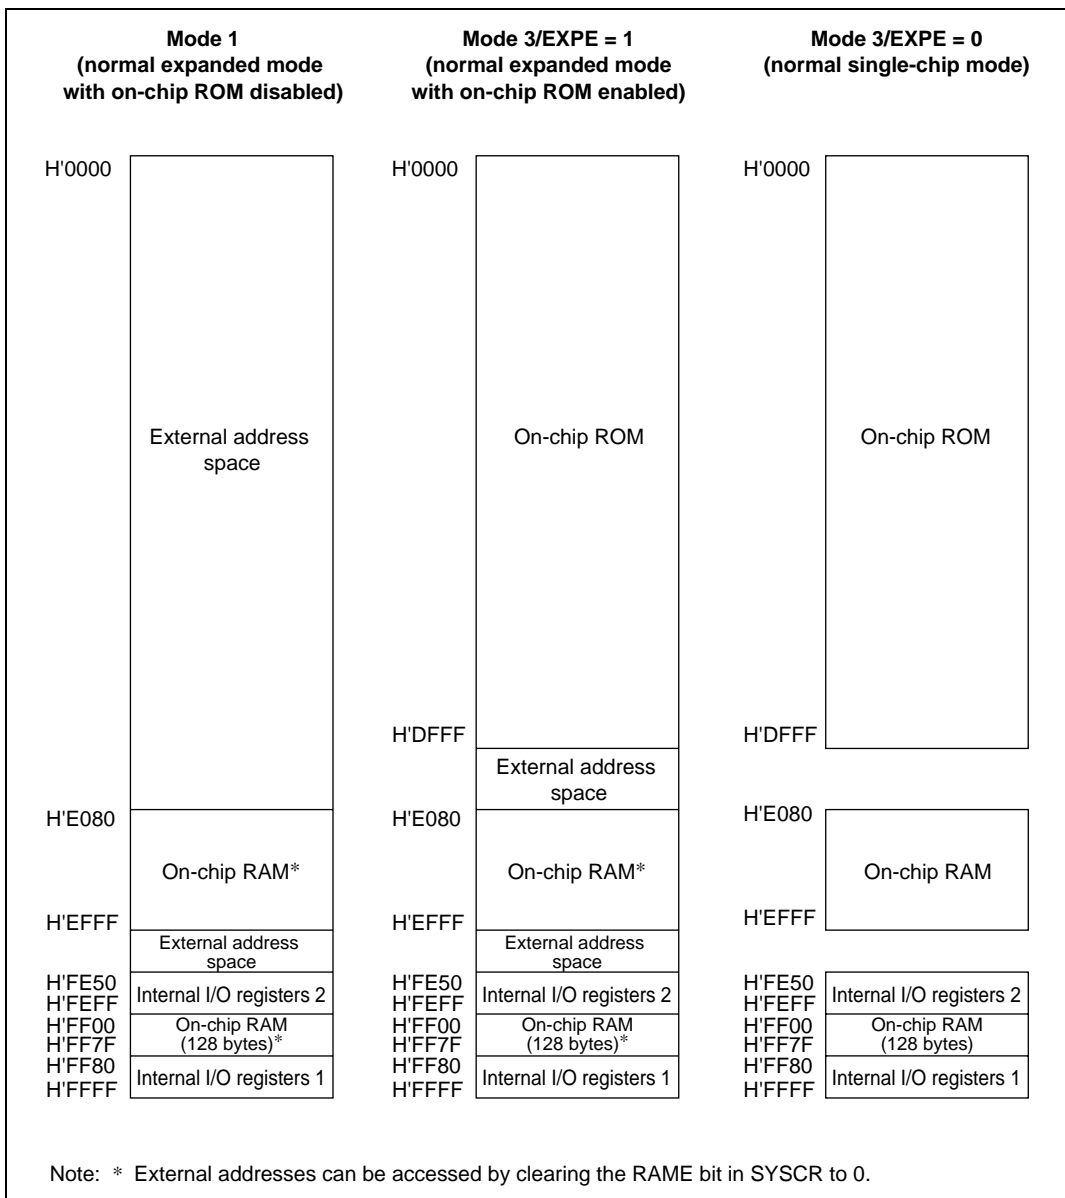 Mode 1
(normal expanded mode
with on-chip ROM disabled)
Mode 3/EXPE = 1
(normal expanded mode
with on-chip ROM enabled)
Mode 3/EXPE = 0
(normal single-chip mode)
H'0000
External address
space
H'E080
On-chip RAM*
H'EFFF
External address
space
H'FE50
H'FEFF
Internal I/O registers 2
H'FF00
H'FF7F
On-chip RAM
(128 bytes)*
H'FF80
H'FFFF
Internal I/O registers 1
H'0000
On-chip ROM
H'DFFF
External address
space
H'E080
On-chip RAM*
H'EFFF
External address
space
H'FE50
H'FEFF
Internal I/O registers 2
H'FF00
H'FF7F
On-chip RAM
(128 bytes)*
H'FF80
H'FFFF
Internal I/O registers 1
H'0000
On-chip ROM
H'DFFF
H'E080
On-chip RAM
H'EFFF
H'FE50
H'FEFF
Internal I/O registers 2
H'FF00
H'FF7F
On-chip RAM
(128 bytes)
H'FF80
H'FFFF
Internal I/O registers 1
Note: * External addresses can be accessed by clearing the RAME bit in SYSCR to 0.